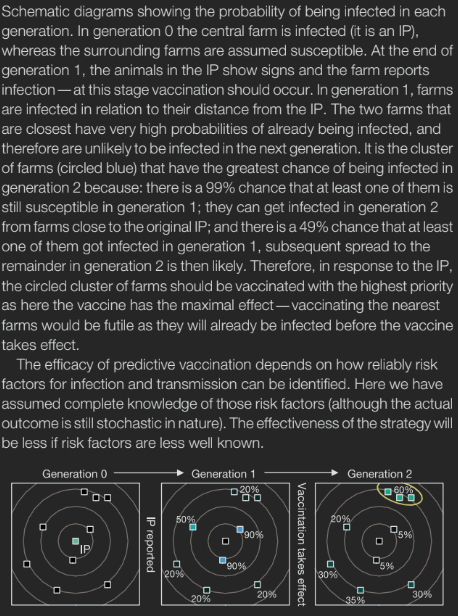 Schematic diagrams showing the probability of being infected in each
generation. In generation 0 the central farm is infected (it is an IP),
whereas the surrounding farms are assumed susceptible. At the end of
generation 1, the animals in the IP show signs and the farm reports
infection—at this stage vaccination should occur. In generation 1, farms
are infected in relation to their distance from the IP. The two farms that
are closest have very high probabilities of already being infected, and
therefore are unlikely to be infected in the next generation. It is the cluster
of farms (circled blue) that have the greatest chance of being infected in
generation 2 because: there is a 99% chance that at least one of them is
still susceptible in generation 1; they can get infected in generation 2
from farms close to the original IP; and there is a 49% chance that at least
one of them got infected in generation 1, subsequent spread to the
remainder in generation 2 is then likely. Therefore, in response to the IP,
the circled cluster of farms should be vaccinated with the highest priority
as here the vaccine has the maximal effect—vaccinating the nearest
farms would be futile as they will already be infected before the vaccine
takes effect.
The efficacy of predictive vaccination depends on how reliably risk
factors for infection and transmission can be identified. Here we have
assumed complete knowledge of those risk factors (although the actual
outcome is still stochastic in nature). The effectiveness of the strategy will
be less if risk factors are less well known.
Generation 0
IP
IP reported
Generation 1
20%
50%
90%
90%
20%
20%
20%
Vaccination takes effect
Generation 2
60%
20%
5%
5%
30%
30%
35%